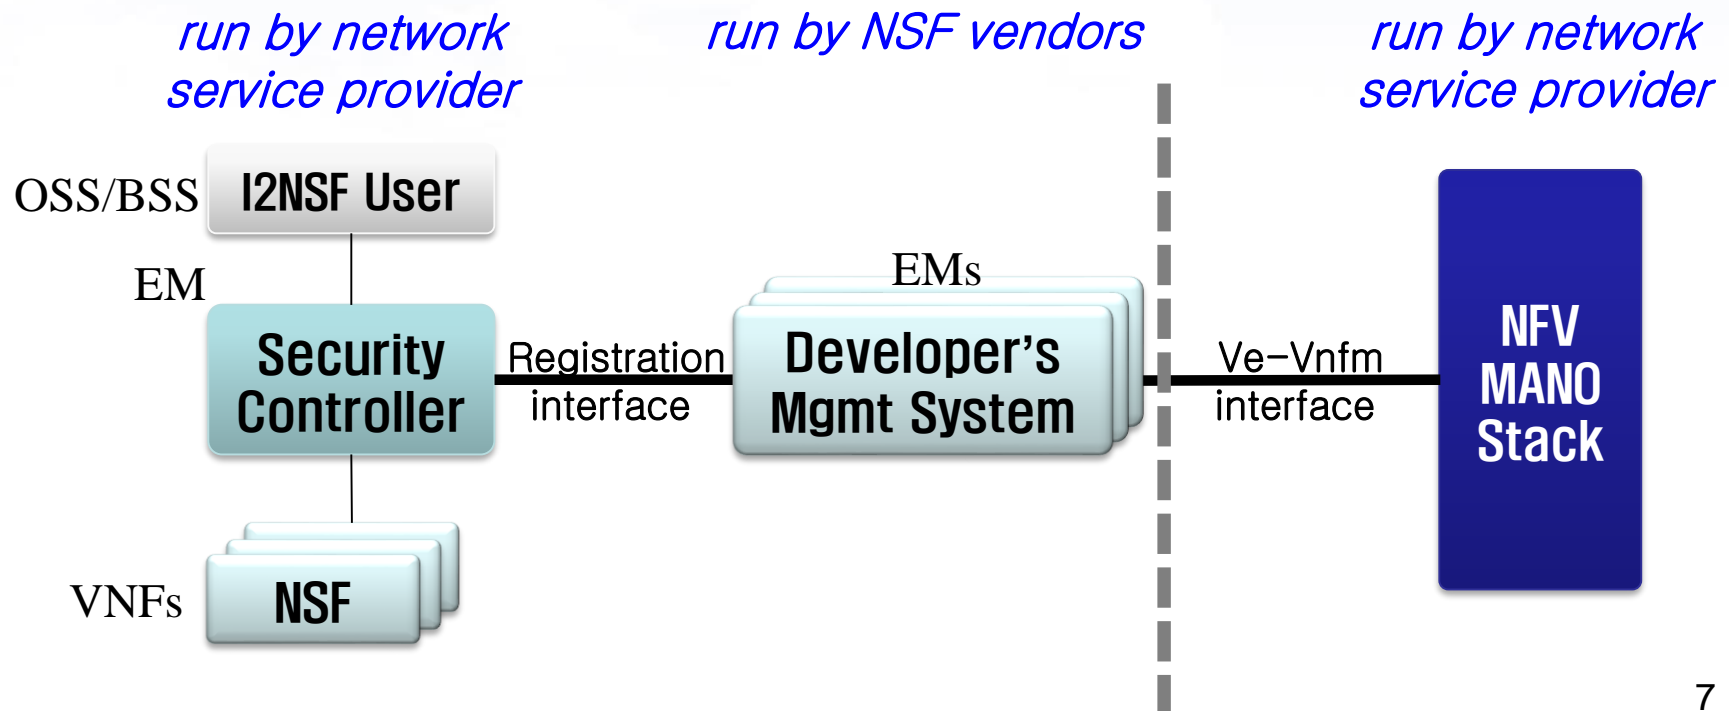 run by network
service provider
run by NSF vendors
run by network
service provider
OSS/BSS
I2NSF User
EM
Security
Controller
Registration
interface
EMs
Developer's
Mgmt System
Ve-Vnfm
interface
NFV
MANO
Stack
VNFs
NSF
7